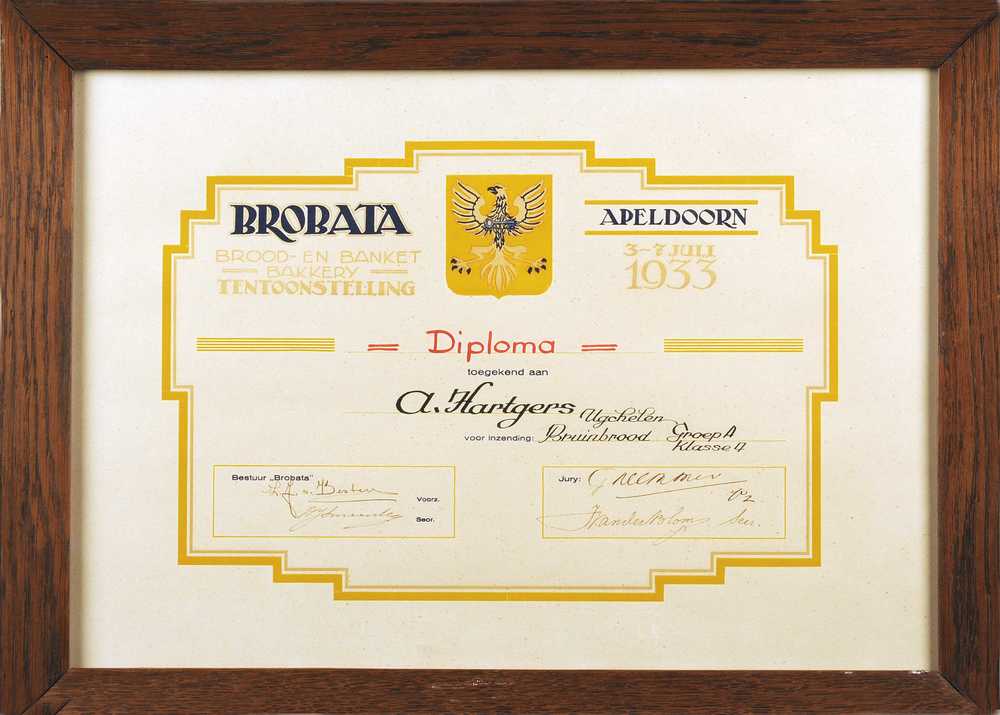 BROBATA
BROOD- EN BANKET
BAKKERY
TENTOONSTELLING
APELDOORN
3-7 JULI
1933
= Diploma =
toegekend aan
A. Hartgers Ugchelen
voor inzending: Bruinbrood Groep A
Klasse 4
Bestuur „Brobata"
Voorz.
Secr.
Jury: